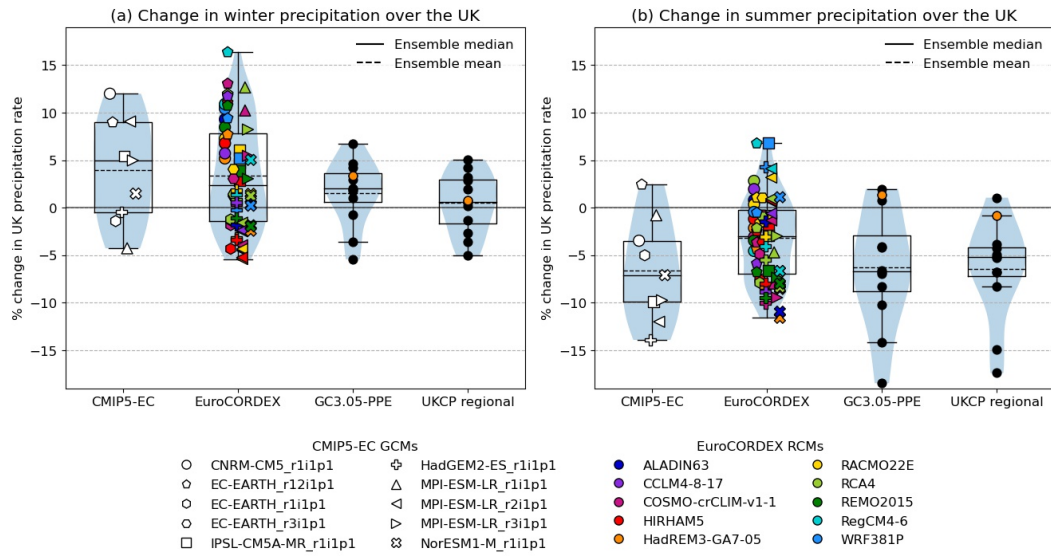 (a) Change in winter precipitation over the UK
% change in UK precipitation rate
15
10
5
0
−5
−10
−15
Ensemble median
Ensemble mean
CMIP5-EC
EuroCORDEX
GC3.05-PPE
UKCP regional
(b) Change in summer precipitation over the UK
% change in UK precipitation rate
15
10
5
0
−5
−10
−15
Ensemble median
Ensemble mean
CMIP5-EC
EuroCORDEX
GC3.05-PPE
UKCP regional
CMIP5-EC GCMs
CNRM-CM5_r1i1p1
EC-EARTH_r12i1p1
EC-EARTH_r1i1p1
EC-EARTH_r3i1p1
IPSL-CM5A-MR_r1i1p1
HadGEM2-ES_r1i1p1
MPI-ESM-LR_r1i1p1
MPI-ESM-LR_r2i1p1
MPI-ESM-LR_r3i1p1
NorESM1-M_r1i1p1
EuroCORDEX RCMs
ALADIN63
CCLM4-8-17
COSMO-crCLIM-v1-1
HIRHAM5
HadREM3-GA7-05
RACMO22E
RCA4
REMO2015
RegCM4-6
WRF381P